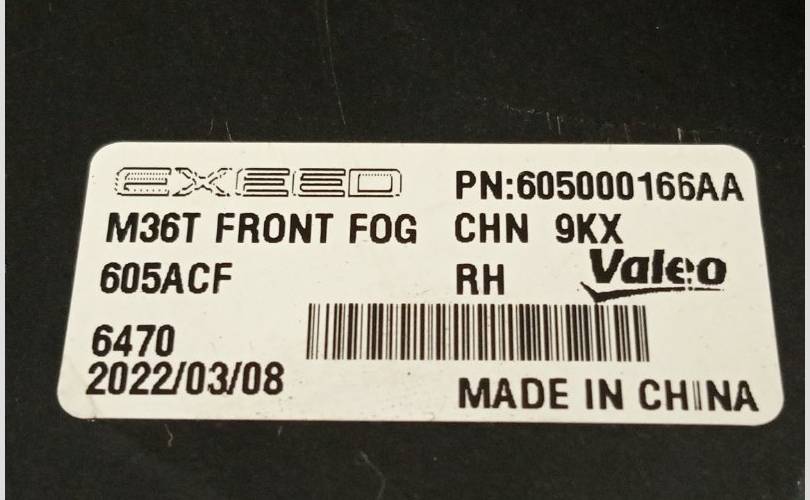 EXEED PN:605000166AA
M36T FRONT FOG CHN 9KX
605ACF RH Valeo
6470
2022/03/08 MADE IN CHINA